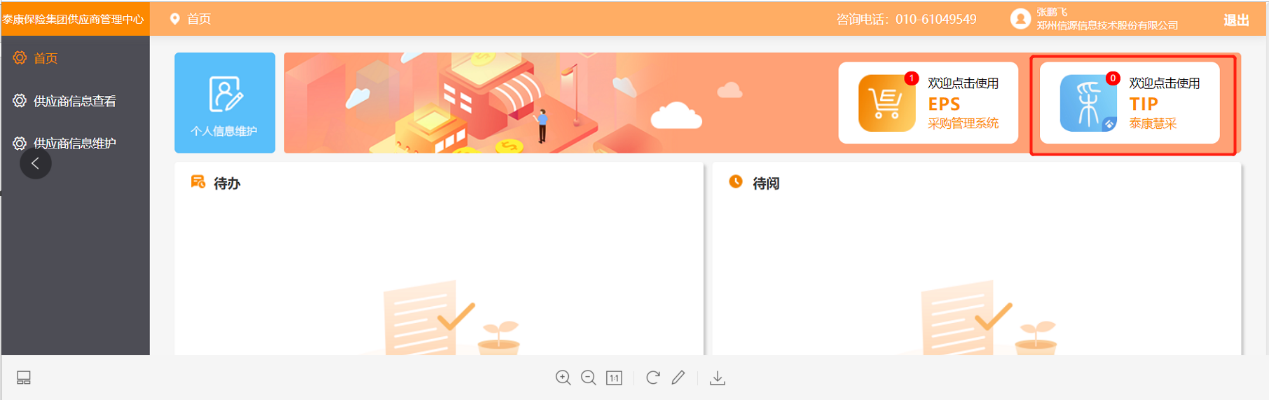 泰康保险集团供应商管理中心
首页
咨询电话：010-61049549
张鹏飞
郑州信源信息技术股份有限公司
退出
首页
供应商信息查看
供应商信息维护
个人信息维护
1
欢迎点击使用
EPS
采购管理系统
采
0
欢迎点击使用
TIP
泰康慧采
待办
待阅
1:1